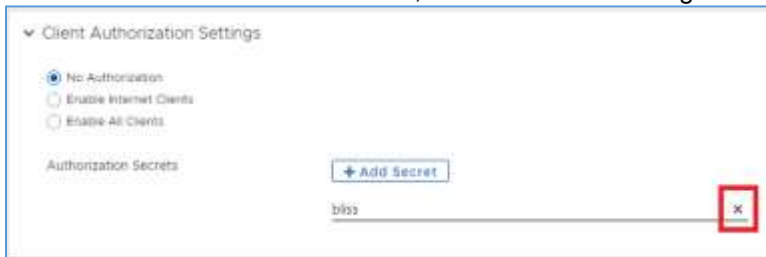 Client Authorization Settings
No Authorization
Enable Internet Clients
Enable All Clients
Authorization Secrets
+ Add Secret
bliss
×